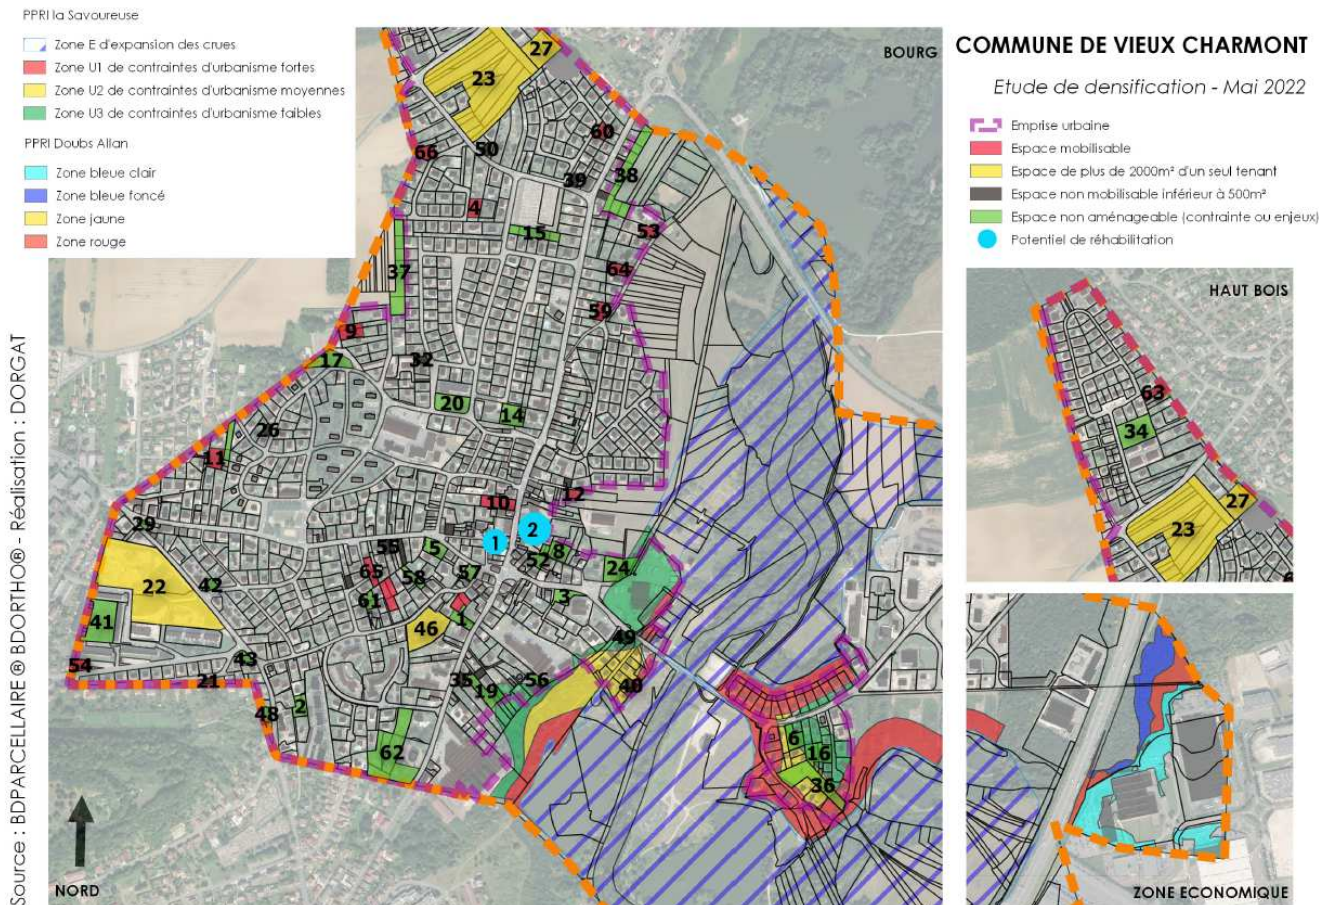 PPRI la Savoureuse
Zone E d'expansion des crues
Zone U1 de contraintes d'urbanisme fortes
Zone U2 de contraintes d'urbanisme moyennes
Zone U3 de contraintes d'urbanisme faibles
PPRI Doubs Allan
Zone bleue clair
Zone bleue foncé
Zone jaune
Zone rouge
COMMUNE DE VIEUX CHARMONT
Etude de densification - Mai 2022
Emprise urbaine
Espace mobilisable
Espace de plus de 2000m² d'un seul tenant
Espace non mobilisable inférieur à 500m²
Espace non aménageable (contrainte ou enjeux)
Potentiel de réhabilitation
BOURG
27
23
60
66
50
38
39
4
15
53
37
64
59
9
17
32
20
14
26
11
10
2
29
1
55
5
8
52
65
57
58
24
22
42
61
3
41
46
1
49
43
54
21
35
56
19
40
48
2
62
6
16
36
NORD
HAUT BOIS
63
34
27
23
ZONE ECONOMIQUE
Source : BDPARCELLAIRE ® BDORTHO® - Réalisation : DORGAT